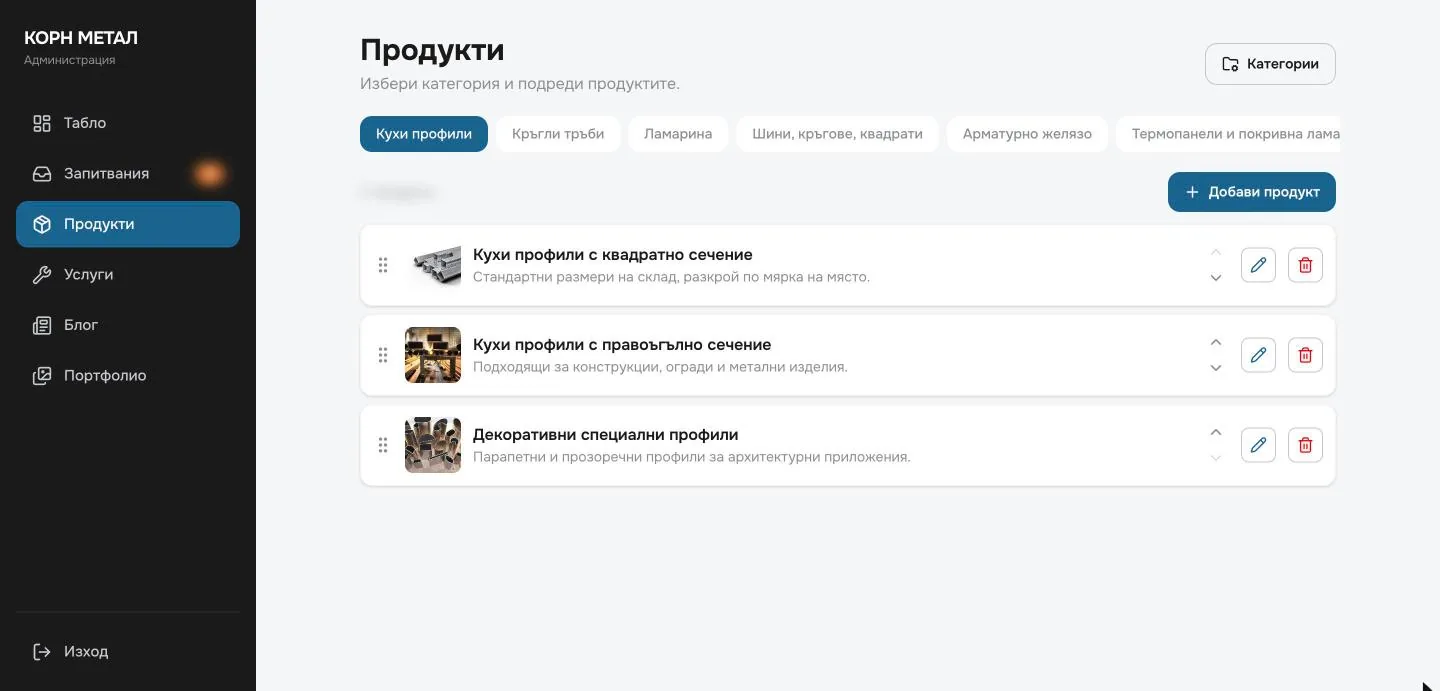 КОРН МЕТАЛ
Администрация
Табло
Запитвания
Продукти
Услуги
Блог
Портфолио
Изход
Продукти
Избери категория и подреди продуктите.
Категории
Кухи профили
Кръгли тръби
Ламарина
Шини, кръгове, квадрати
Арматурно желязо
Термопанели и покривна лама
Добави продукт
Кухи профили с квадратно сечение
Стандартни размери на склад, разкрой по мярка на място.
Кухи профили с правоъгълно сечение
Подходящи за конструкции, огради и метални изделия.
Декоративни специални профили
Парапетни и прозоречни профили за архитектурни приложения.